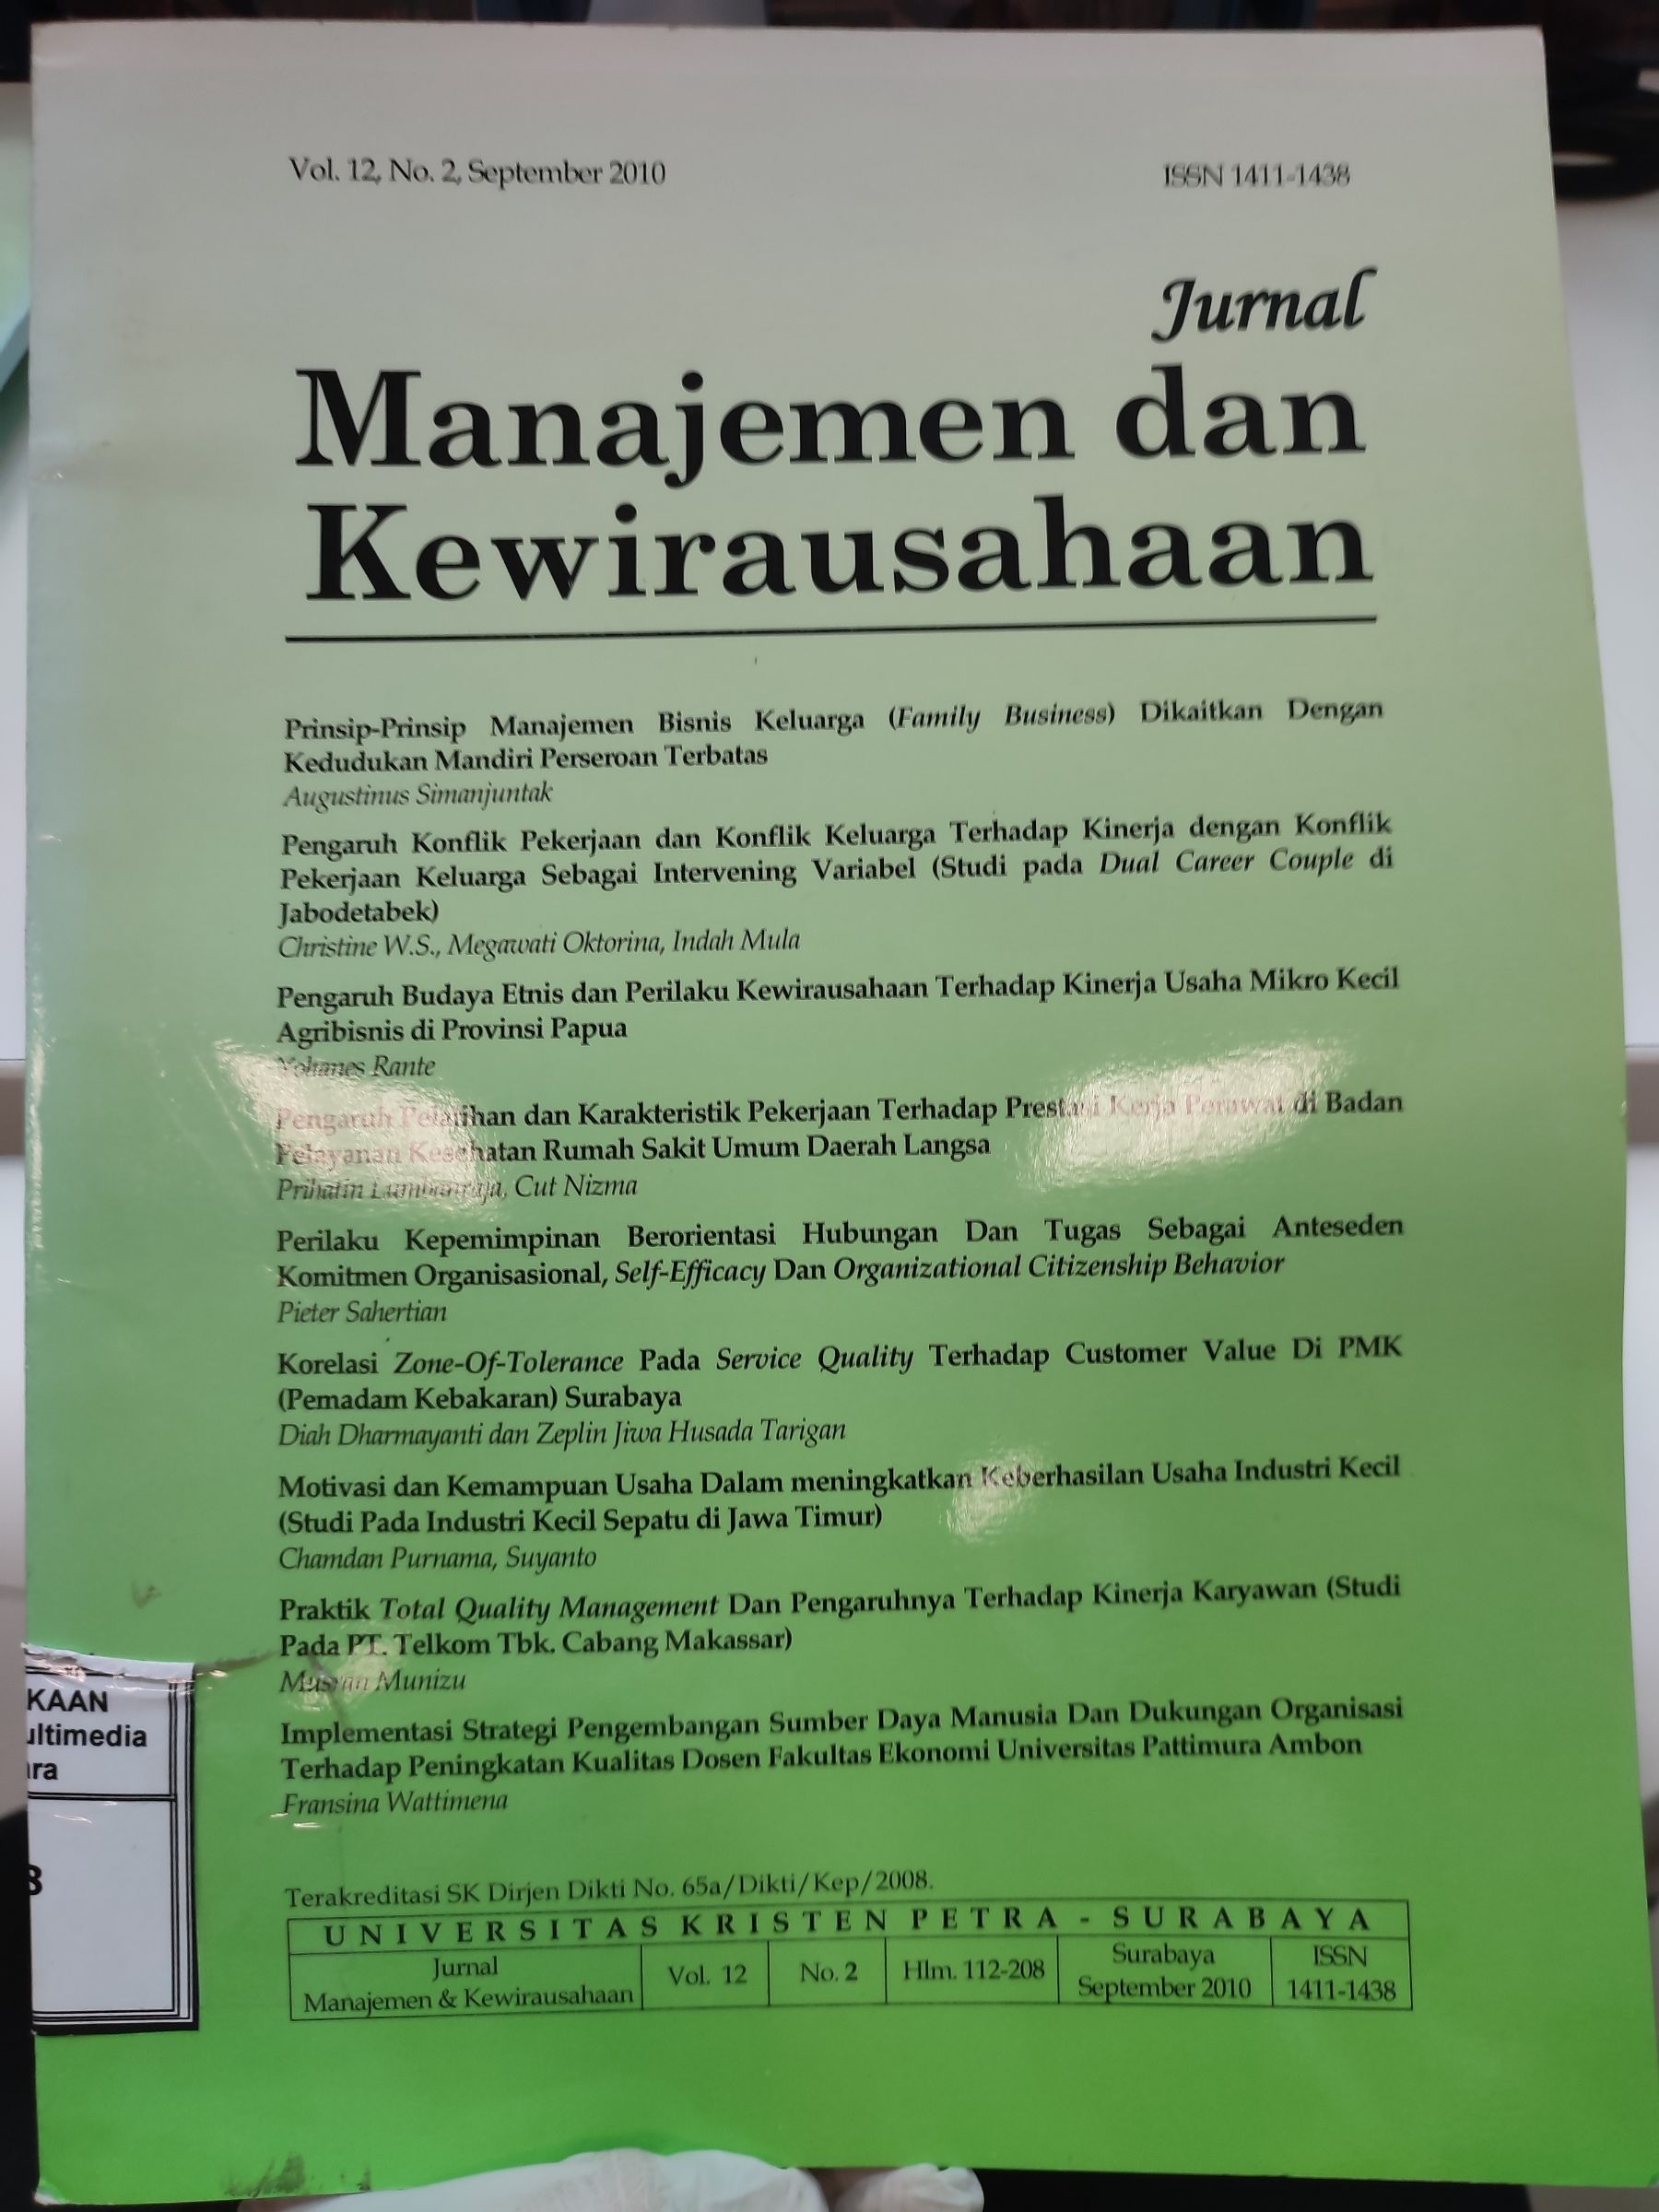 Vol. 12, No. 2, September 2010
ISSN 1411-1438
Jurnal
Manajemen dan
Kewirausahaan
Prinsip-Prinsip Manajemen Bisnis Keluarga (Family Business) Dikaitkan Dengan
Kedudukan Mandiri Perseroan Terbatas
Augustinus Simanjuntak
Pengaruh Konflik Pekerjaan dan Konflik Keluarga Terhadap Kinerja dengan Konflik
Pekerjaan Keluarga Sebagai Intervening Variabel (Studi pada Dual Career Couple di
Jabodetabek)
Christine W.S., Megawati Oktorina, Indah Mula
Pengaruh Budaya Etnis dan Perilaku Kewirausahaan Terhadap Kinerja Usaha Mikro Kecil
Agribisnis di Provinsi Papua
Yohanes Rante
Pengaruh Pelatihan dan Karakteristik Pekerjaan Terhadap Prestasi Kerja Perawat di Badan
Pelayanan Kesehatan Rumah Sakit Umum Daerah Langsa
Prihatin Lumbanraja, Cut Nizma
Perilaku Kepemimpinan Berorientasi Hubungan Dan Tugas Sebagai Anteseden
Komitmen Organisasional, Self-Efficacy Dan Organizational Citizenship Behavior
Pieter Sahertian
Korelasi Zone-Of-Tolerance Pada Service Quality Terhadap Customer Value Di PMK
(Pemadam Kebakaran) Surabaya
Diah Dharmayanti dan Zeplin Jiwa Husada Tarigan
Motivasi dan Kemampuan Usaha Dalam meningkatkan Keberhasilan Usaha Industri Kecil
(Studi Pada Industri Kecil Sepatu di Jawa Timur)
Chamdan Purnama, Suyanto
Praktik Total Quality Management Dan Pengaruhnya Terhadap Kinerja Karyawan (Studi
Pada PT. Telkom Tbk. Cabang Makassar)
Musran Munizu
Implementasi Strategi Pengembangan Sumber Daya Manusia Dan Dukungan Organisasi
Terhadap Peningkatan Kualitas Dosen Fakultas Ekonomi Universitas Pattimura Ambon
Fransina Wattimena
KAAN
ultimedia
ara
8
Terakreditasi SK Dirjen Dikti No. 65a/Dikti/Kep/2008.
UNIVERSITAS KRISTEN PETRA - SURABAYA
Jurnal
Manajemen & Kewirausahaan
Vol. 12
No. 2
Hlm. 112-208
Surabaya
September 2010
ISSN
1411-1438